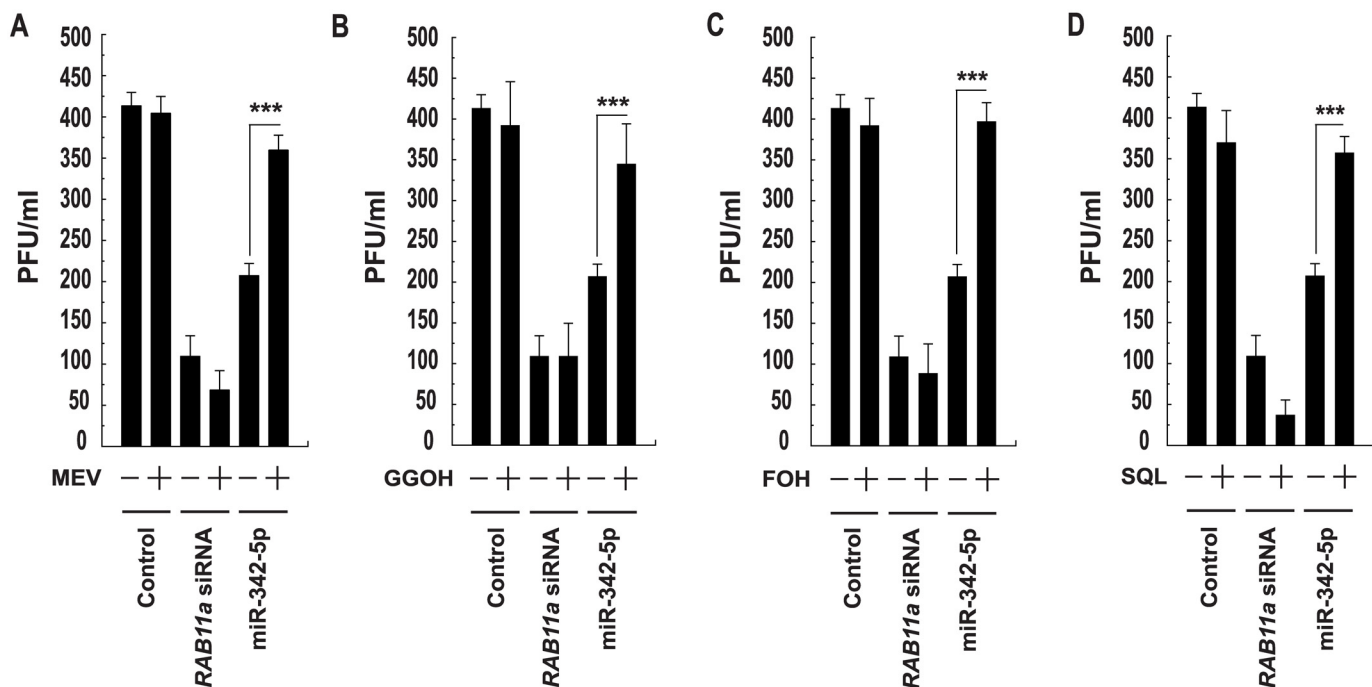 A
PFU/ml
500
450
400
350
300
250
200
150
100
50
0
***
MEV
− + − + − +
Control
RAB11a siRNA
miR-342-5p
B
PFU/ml
500
450
400
350
300
250
200
150
100
50
0
***
GGOH
− + − + − +
Control
RAB11a siRNA
miR-342-5p
C
PFU/ml
500
450
400
350
300
250
200
150
100
50
0
***
FOH
− + − + − +
Control
RAB11a siRNA
miR-342-5p
D
PFU/ml
500
450
400
350
300
250
200
150
100
50
0
***
SQL
− + − + − +
Control
RAB11a siRNA
miR-342-5p